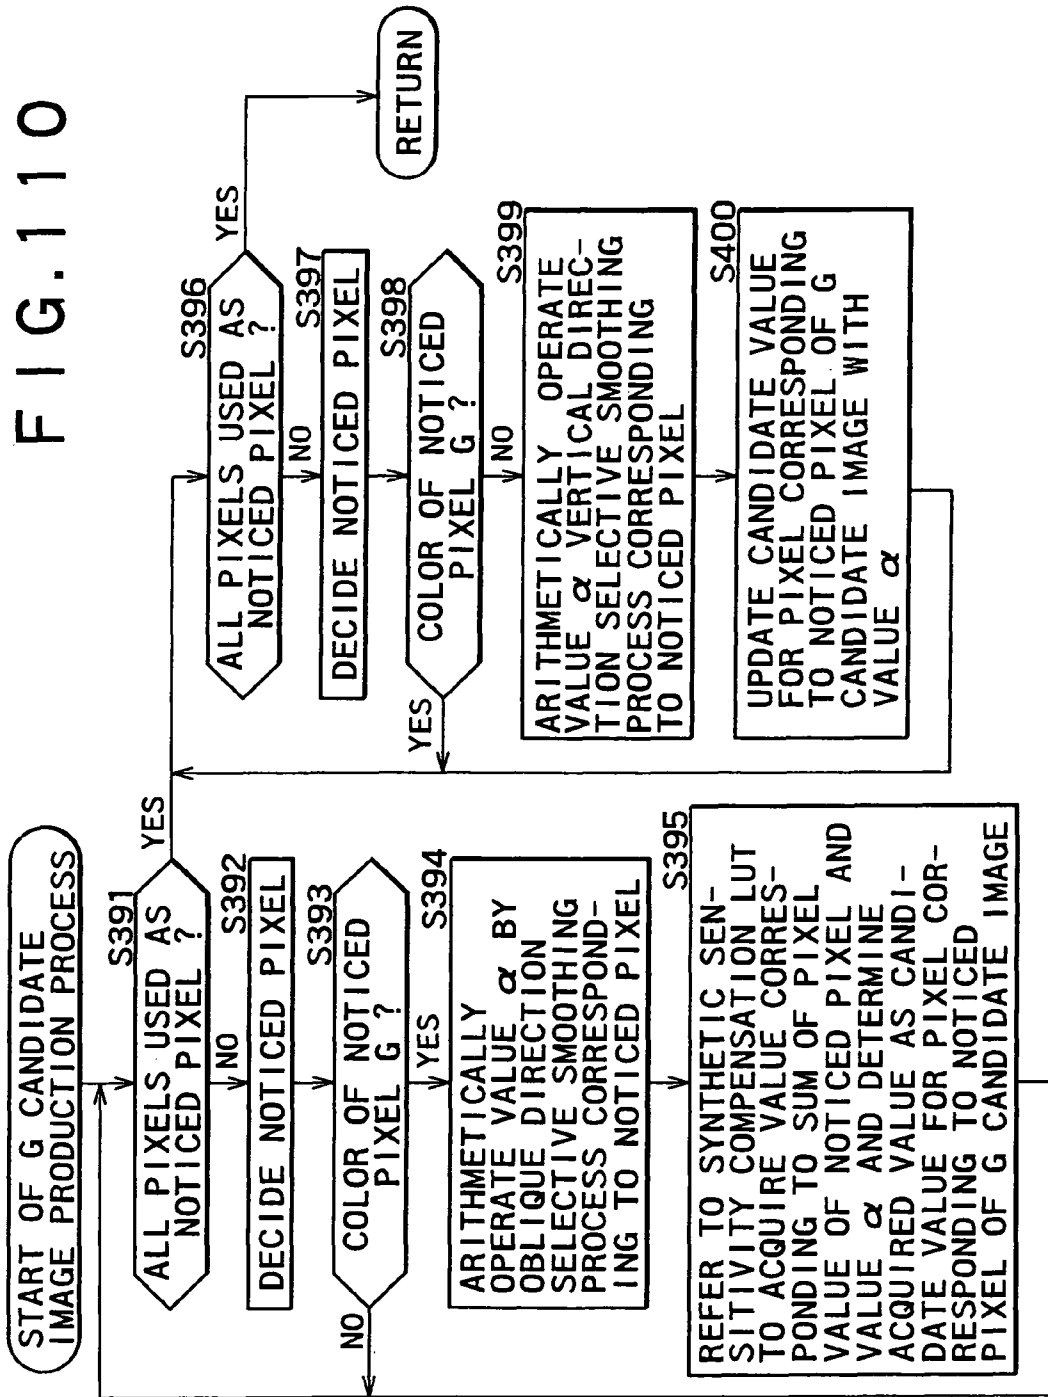 FIG.110
START OF G CANDIDATE
IMAGE PRODUCTION PROCESS
S391
ALL PIXELS USED AS
NOTICED PIXEL ?
YES
NO
S392
DECIDE NOTICED PIXEL
S393
COLOR OF NOTICED
PIXEL G ?
NO
YES
S394
ARITHMETICALLY
OPERATE VALUE α BY
OBLIQUE DIRECTION
SELECTIVE SMOOTHING
PROCESS CORRESPOND-
ING TO NOTICED PIXEL
S395
REFER TO SYNTHETIC SEN-
SITIVITY COMPENSATION LUT
TO ACQUIRE VALUE CORRES-
PONDING TO SUM OF PIXEL
VALUE OF NOTICED PIXEL AND
VALUE α AND DETERMINE
ACQUIRED VALUE AS CANDI-
DATE VALUE FOR PIXEL COR-
RESPONDING TO NOTICED
PIXEL OF G CANDIDATE IMAGE
S396
ALL PIXELS USED AS
NOTICED PIXEL ?
YES
RETURN
NO
S397
DECIDE NOTICED PIXEL
S398
COLOR OF NOTICED
PIXEL G ?
YES
NO
S399
ARITHMETICALLY OPERATE
VALUE α VERTICAL DIREC-
TION SELECTIVE SMOOTHING
PROCESS CORRESPONDING
TO NOTICED PIXEL
S400
UPDATE CANDIDATE VALUE
FOR PIXEL CORRESPONDING
TO NOTICED PIXEL OF G
CANDIDATE IMAGE WITH
VALUE α